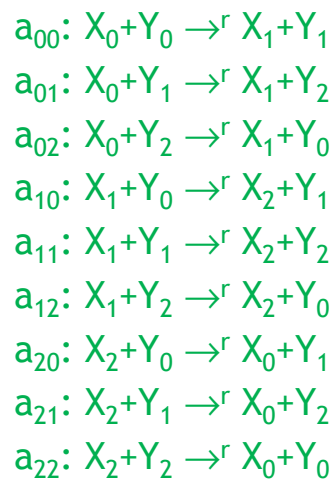 a₀₀: X₀+Y₀ →ʳ X₁+Y₁
a₀₁: X₀+Y₁ →ʳ X₁+Y₂
a₀₂: X₀+Y₂ →ʳ X₁+Y₀
a₁₀: X₁+Y₀ →ʳ X₂+Y₁
a₁₁: X₁+Y₁ →ʳ X₂+Y₂
a₁₂: X₁+Y₂ →ʳ X₂+Y₀
a₂₀: X₂+Y₀ →ʳ X₀+Y₁
a₂₁: X₂+Y₁ →ʳ X₀+Y₂
a₂₂: X₂+Y₂ →ʳ X₀+Y₀